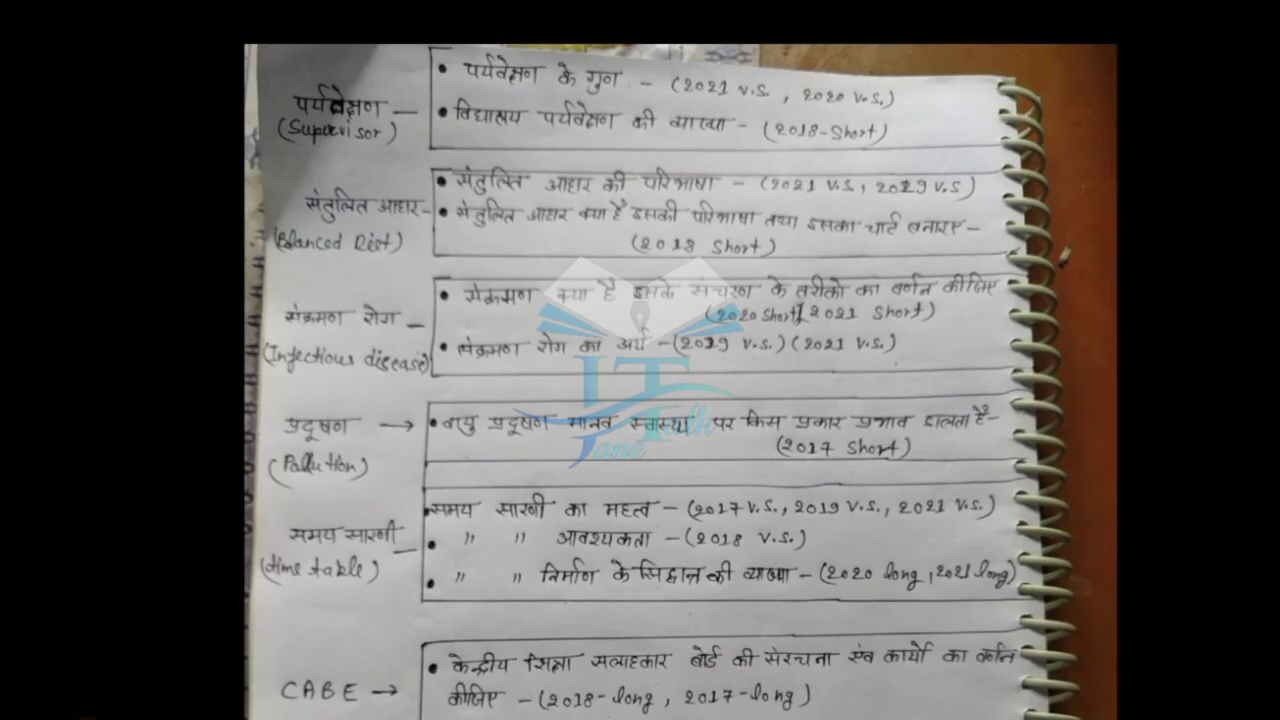 • पर्यवेक्षण के गुण - (2021 V.S, 2020 V.S.)
पर्यवेक्षण -
(Supervisor)
• विद्यालय पर्यवेक्षण की व्याख्या - (2018-Short)
• संतुलित आहार की परिभाषा - (2021 V.S, 2019 V.S)
संतुलित आहार -
(Balanced Diet)
• संतुलित आहार क्या है इसकी परिभाषा तथा इसका चार्ट बनाए -
(2018 Short)
• संक्रमण क्या है इसके संचरण के तरीको का वर्णन कीजिए
(2020 Short, 2021 Short)
संक्रमण रोग -
(Infectious disease)
• संक्रमण रोग का अर्थ - (2019 V.S.) (2021 V.S.)
प्रदूषण →
(Pollution)
• वायु प्रदूषण मानव स्वास्थ्य पर किस प्रकार प्रभाव डालता है -
(2017 Short)
•समय सारणी का महत्व - (2017 V.S., 2019 V.S., 2021 V.S.)
समय सारणी -
(time table)
• " " आवश्यकता - (2018 V.S.)
• " " निर्माण के सिद्धान्त की व्याख्या - (2020 long, 2021 long)
• केन्द्रीय शिक्षा सलाहकार बोर्ड की संरचना एंव कार्यो का वर्णन
CABE →
कीजिए - (2018-long, 2017-long)
IT
Talk
Jane